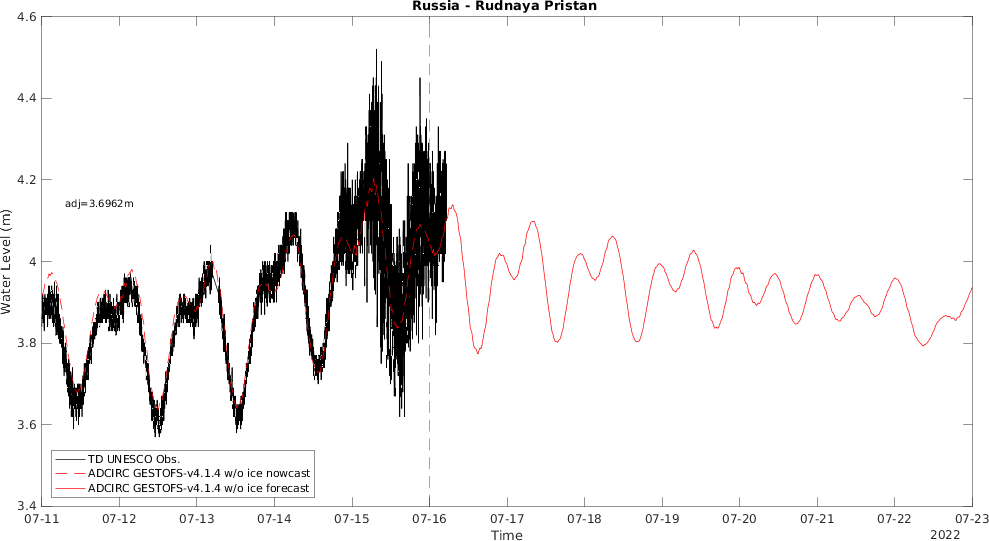 Russia - Rudnaya Pristan
4.6
4.4
4.2
4
3.8
3.6
3.4
Water Level (m)
adj=3.6962m
TD UNESCO Obs.
ADCIRC GESTOFS-v4.1.4 w/o ice nowcast
ADCIRC GESTOFS-v4.1.4 w/o ice forecast
07-11 07-12 07-13 07-14 07-15 07-16 07-17 07-18 07-19 07-20 07-21 07-22 07-23
Time
2022